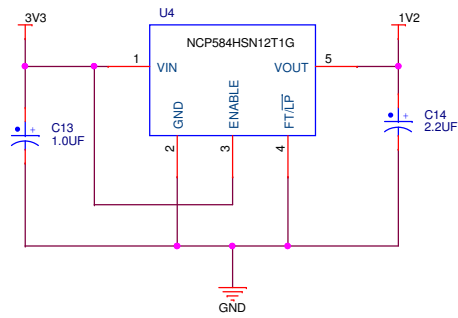 3V3
U4
1V2
NCP584HSN12T1G
1
VIN
VOUT
5
GND
ENABLE
FT/LP
C13
1.0UF
C14
2.2UF
2
3
4
GND